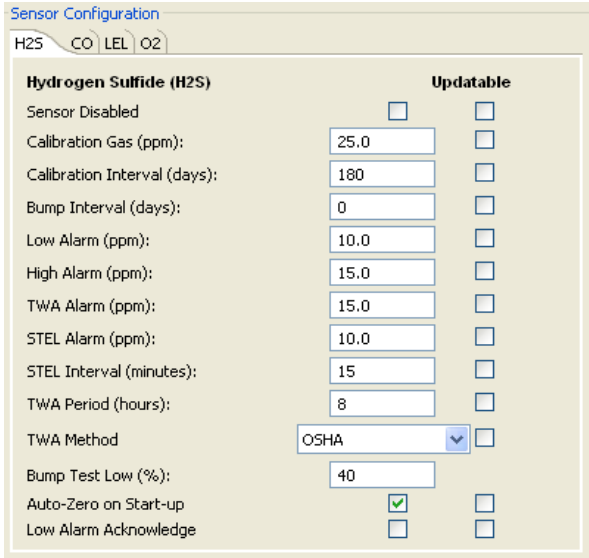 Sensor Configuration
H2S CO LEL O2
Hydrogen Sulfide (H2S) Updatable
Sensor Disabled
Calibration Gas (ppm): 25.0
Calibration Interval (days): 180
Bump Interval (days): 0
Low Alarm (ppm): 10.0
High Alarm (ppm): 15.0
TWA Alarm (ppm): 15.0
STEL Alarm (ppm): 10.0
STEL Interval (minutes): 15
TWA Period (hours): 8
TWA Method OSHA
Bump Test Low (%): 40
Auto-Zero on Start-up
Low Alarm Acknowledge